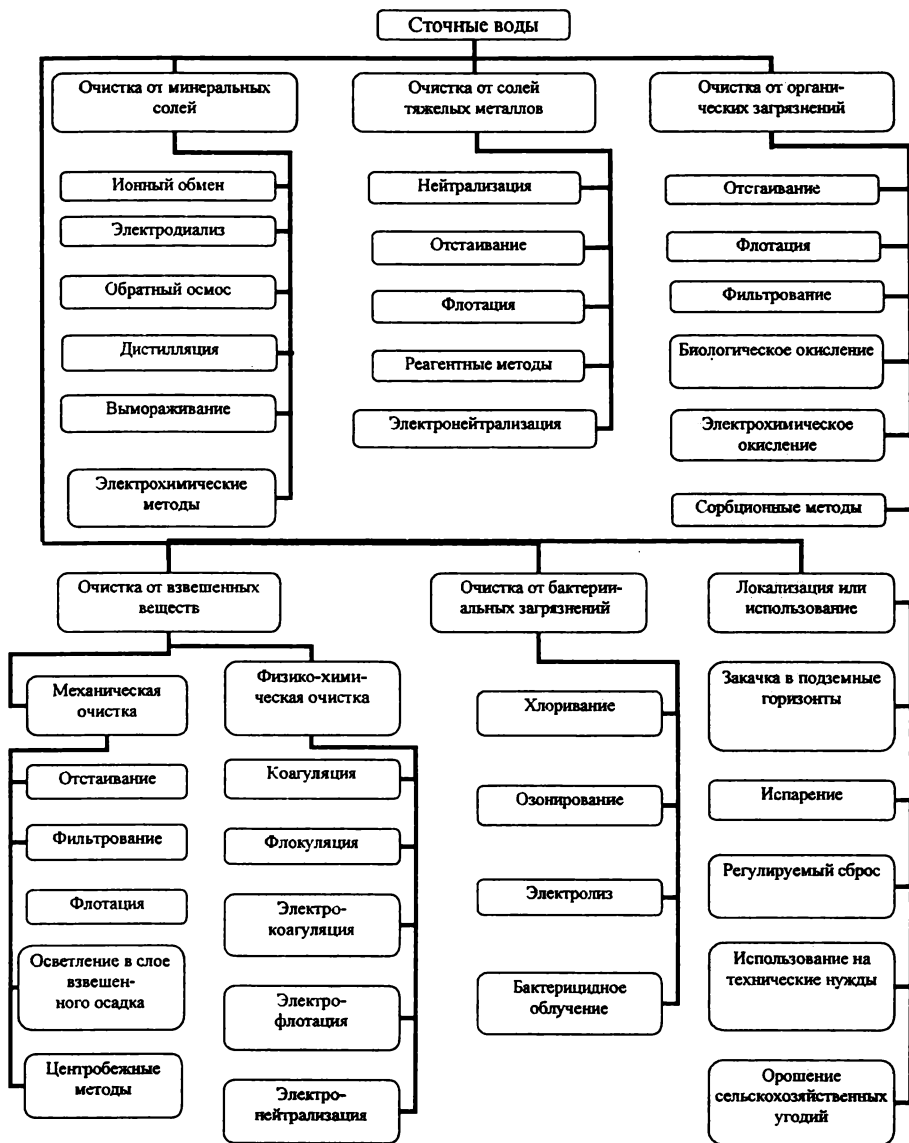 Сточные воды
Очистка от минеральных
солей
Очистка от солей
тяжелых металлов
Очистка от органи-
ческих загрязнений
Ионный обмен
Электродиализ
Обратный осмос
Дистилляция
Вымораживание
Электрохимические
методы
Нейтрализация
Отстаивание
Флотация
Реагентные методы
Электронейтрализация
Отстаивание
Флотация
Фильтрование
Биологическое окисление
Электрохимическое
окисление
Сорбционные методы
Очистка от взвешенных
веществ
Очистка от бактери-
иальных загрязнений
Локализация или
использование
Механическая
очистка
Физико-хими-
ческая очистка
Отстаивание
Фильтрование
Флотация
Осветление в слое
взвешен-
ного осадка
Центробежные
методы
Коагуляция
Флокуляция
Электро-
коагуляция
Электро-
флотация
Электро-
нейтрализация
Хлоривание
Озонирование
Электролиз
Бактерицидное
облучение
Закачка в подземные
горизонты
Испарение
Регулируемый сброс
Использование на
технические нужды
Орошение
сельскохозяйственных
угодий